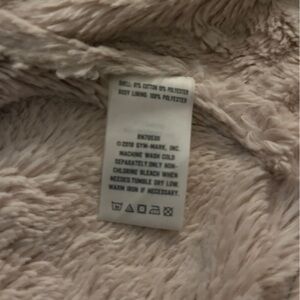 SHELL: 91% COTTON 9% POLYESTER
BODY LINING: 100% POLYESTER
©2018 GYM-MARK, INC.
MACHINE WASH COLD
SEPARATELY.ONLY NON-
CHLORINE BLEACH WHEN
NEEDED.TUMBLE DRY LOW.
WARM IRON IF NECESSARY.